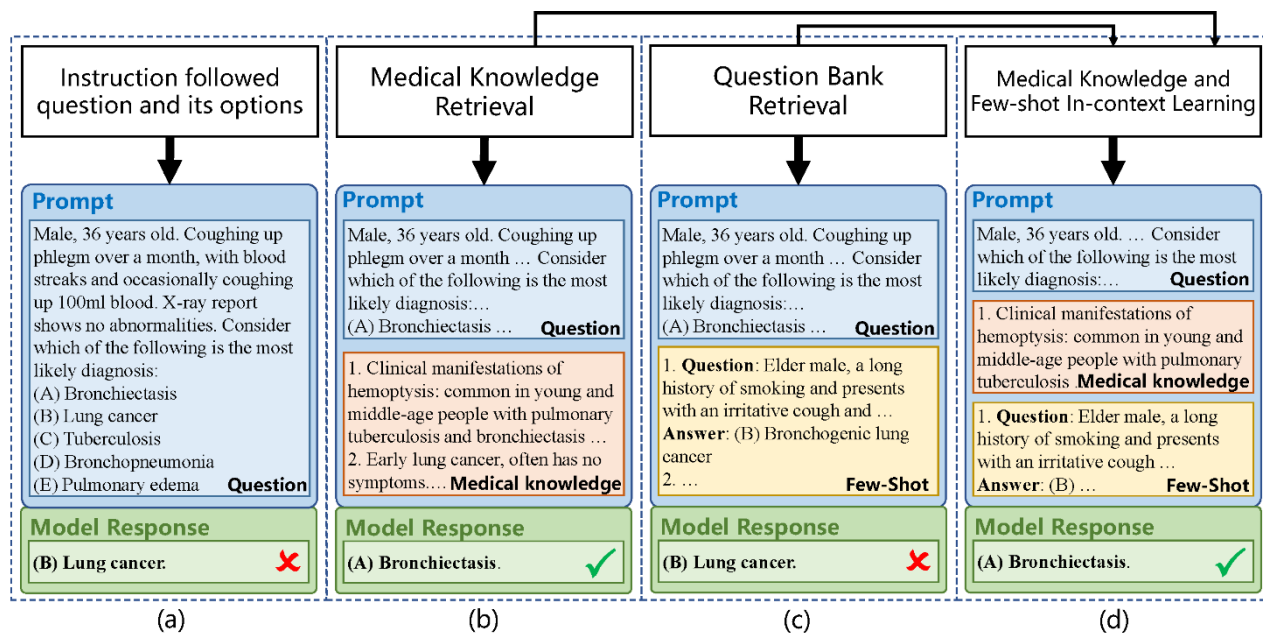 Instruction followed
question and its options
Prompt
Male, 36 years old. Coughing up
phlegm over a month, with blood
streaks and occasionally coughing
up 100ml blood. X-ray report
shows no abnormalities. Consider
which of the following is the most
likely diagnosis:
(A) Bronchiectasis
(B) Lung cancer
(C) Tuberculosis
(D) Bronchopneumonia
(E) Pulmonary edema
Question
Model Response
(B) Lung cancer.
(a)
Medical Knowledge
Retrieval
Prompt
Male, 36 years old. Coughing up
phlegm over a month … Consider
which of the following is the most
likely diagnosis:…
(A) Bronchiectasis …
Question
1. Clinical manifestations of
hemoptysis: common in young and
middle-age people with pulmonary
tuberculosis and bronchiectasis …
2. Early lung cancer, often has no
symptoms.…
Medical knowledge
Model Response
(A) Bronchiectasis.
(b)
Question Bank
Retrieval
Prompt
Male, 36 years old. Coughing up
phlegm over a month … Consider
which of the following is the most
likely diagnosis:…
(A) Bronchiectasis …
Question
1. Question: Elder male, a long
history of smoking and presents
with an irritative cough and …
Answer: (B) Bronchogenic lung
cancer
2. …
Few-Shot
Model Response
(B) Lung cancer.
(c)
Medical Knowledge and
Few-shot In-context Learning
Prompt
Male, 36 years old. … Consider
which of the following is the most
likely diagnosis:…
Question
1. Clinical manifestations of
hemoptysis: common in young and
middle-age people with pulmonary
tuberculosis .
Medical knowledge
1. Question: Elder male, a long
history of smoking and presents
with an irritative cough …
Answer: (B) …
Few-Shot
Model Response
(A) Bronchiectasis.
(d)